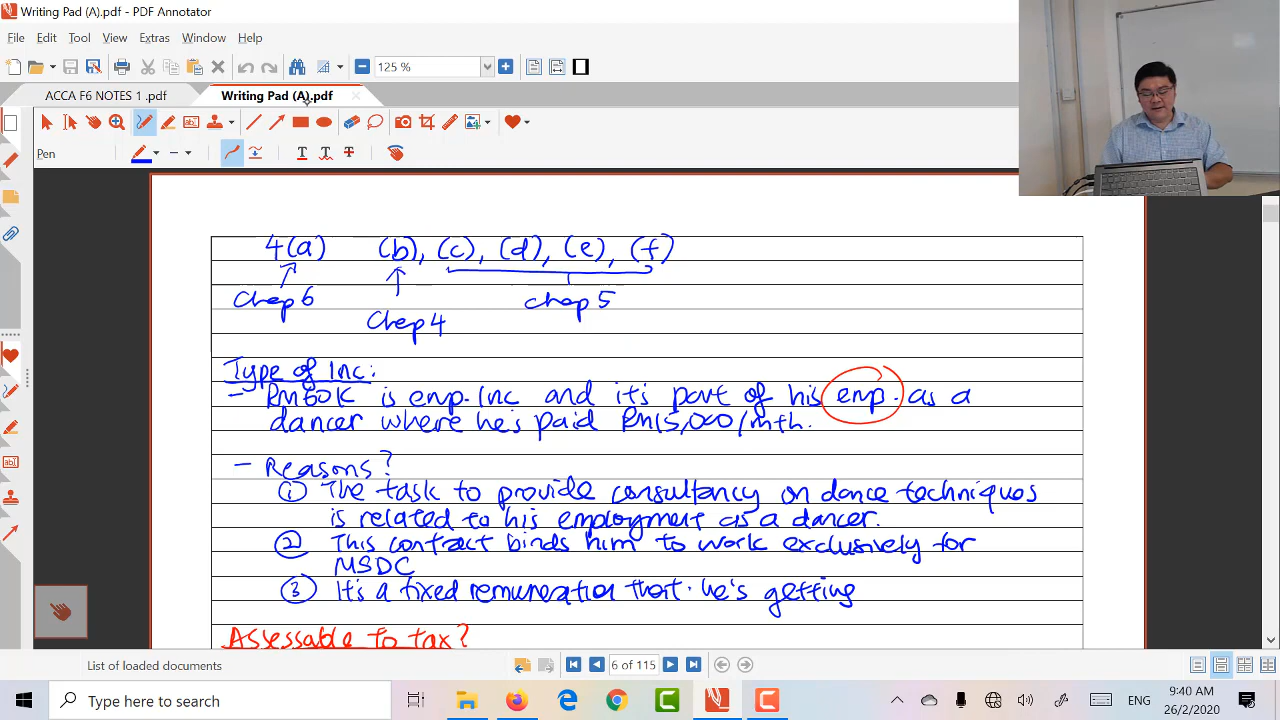 Writing Pad (A).pdf - PDF Annotator
File Edit Tool View Extras Window Help
125 %
ACCA F6 NOTES 1 .pdf
Writing Pad (A).pdf
Pen
4(a) (b), (c), (d), (e), (f)
Chap 6
Chap 4
Chap 5
Type of Inc:
- RM60K is emp. Inc and it's part of his emp. as a
dancer where he's paid RM15,000/mth.
- Reasons?
① The task to provide consultancy on dance techniques
is related to his employment as a dancer.
② This contract binds him to work exclusively for
MSDC
③ It's a fixed remuneration that he's getting
Assessable to tax?
List of loaded documents
6 of 115
Type here to search
ENG
9:40 AM
26/2/2020